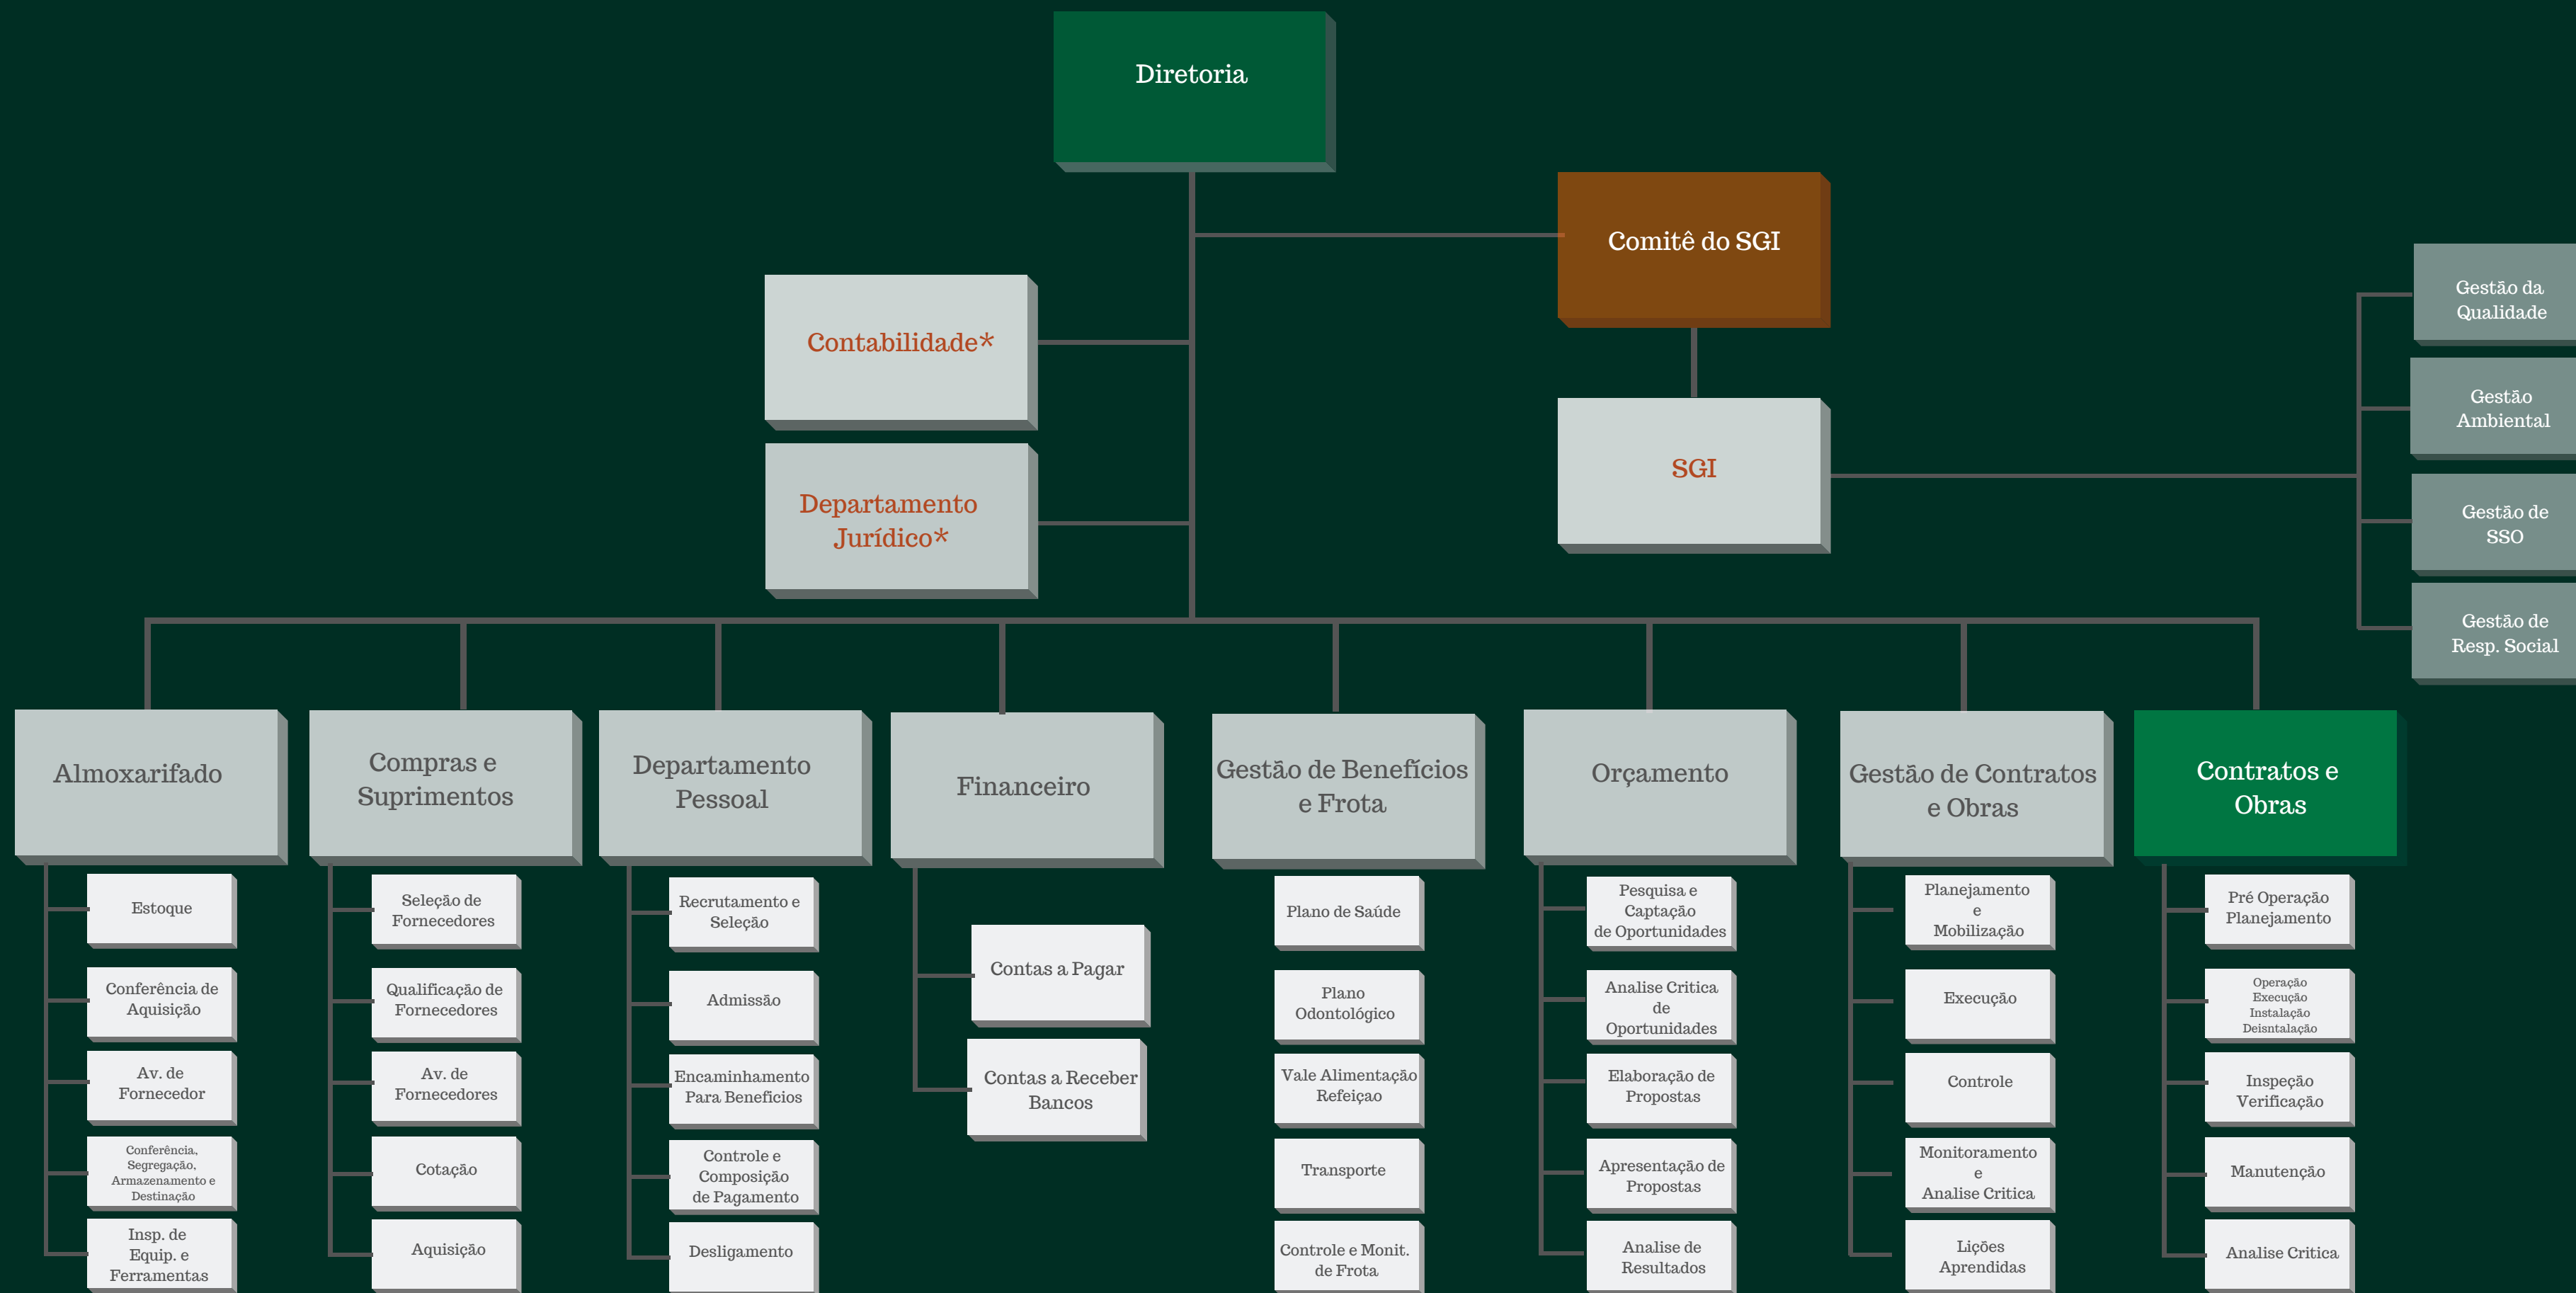 Diretoria
Comitê do SGI
Contabilidade*
Departamento
Jurídico*
SGI
Gestão da
Qualidade
Gestão
Ambiental
Gestão de
SSO
Gestão de
Resp. Social
Almoxarifado
Estoque
Conferência de
Aquisição
Av. de
Fornecedor
Conferência,
Segregação,
Armazenamento e
Destinação
Insp. de
Equip. e
Ferramentas
Compras e
Suprimentos
Seleção de
Fornecedores
Qualificação de
Fornecedores
Av. de
Fornecedores
Cotação
Aquisição
Departamento
Pessoal
Recrutamento e
Seleção
Admissão
Encaminhamento
Para Beneficios
Controle e
Composição
de Pagamento
Desligamento
Financeiro
Contas a Pagar
Contas a Receber
Bancos
Gestão de Benefícios
e Frota
Plano de Saúde
Plano
Odontológico
Vale Alimentação
Refeiçao
Transporte
Controle e Monit.
de Frota
Orçamento
Pesquisa e
Captação
de Oportunidades
Analise Critica
de
Oportunidades
Elaboração de
Propostas
Apresentação de
Propostas
Analise de
Resultados
Gestão de Contratos
e Obras
Planejamento
e
Mobilização
Execução
Controle
Monitoramento
e
Analise Critica
Lições
Aprendidas
Contratos e
Obras
Pré Operação
Planejamento
Operação
Execução
Instalação
Deisntalação
Inspeção
Verificação
Manutenção
Analise Critica